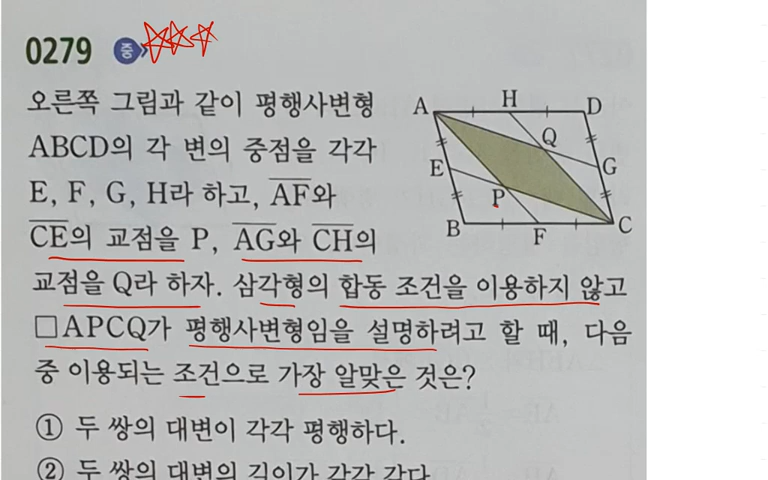 0279 중
오른쪽 그림과 같이 평행사변형
ABCD의 각 변의 중점을 각각
E, F, G, H라 하고, AF와
CE의 교점을 P, AG와 CH의
교점을 Q라 하자. 삼각형의 합동 조건을 이용하지 않고
□APCQ가 평행사변형임을 설명하려고 할 때, 다음
중 이용되는 조건으로 가장 알맞은 것은?
① 두 쌍의 대변이 각각 평행하다.
② 두 쌍의 대변의 길이가 각각 같다
A H D
Q
E G
P
B F C